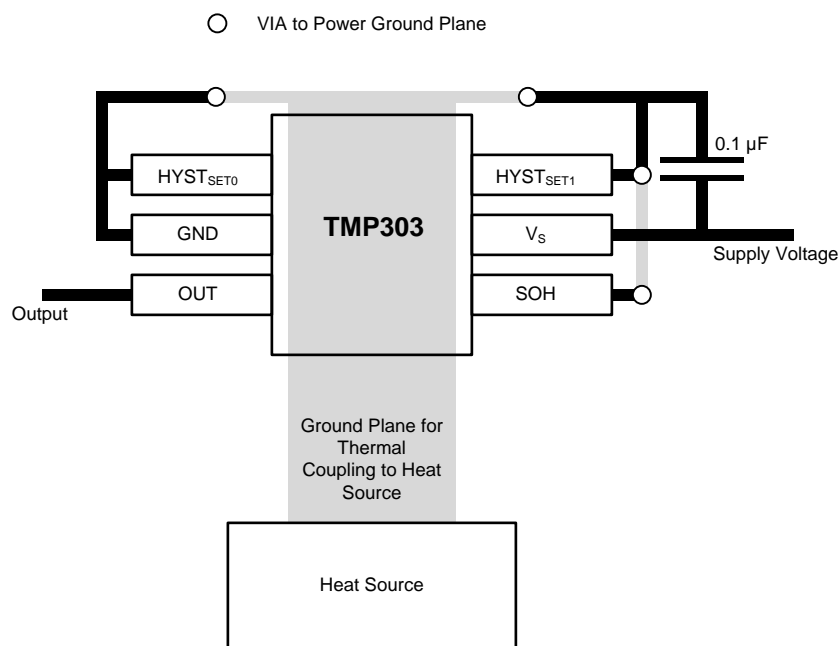 VIA to Power Ground Plane
0.1 µF
HYSTSET0
HYSTSET1
TMP303
GND
VS
Supply Voltage
OUT
SOH
Output
Ground Plane for
Thermal
Coupling to Heat
Source
Heat Source